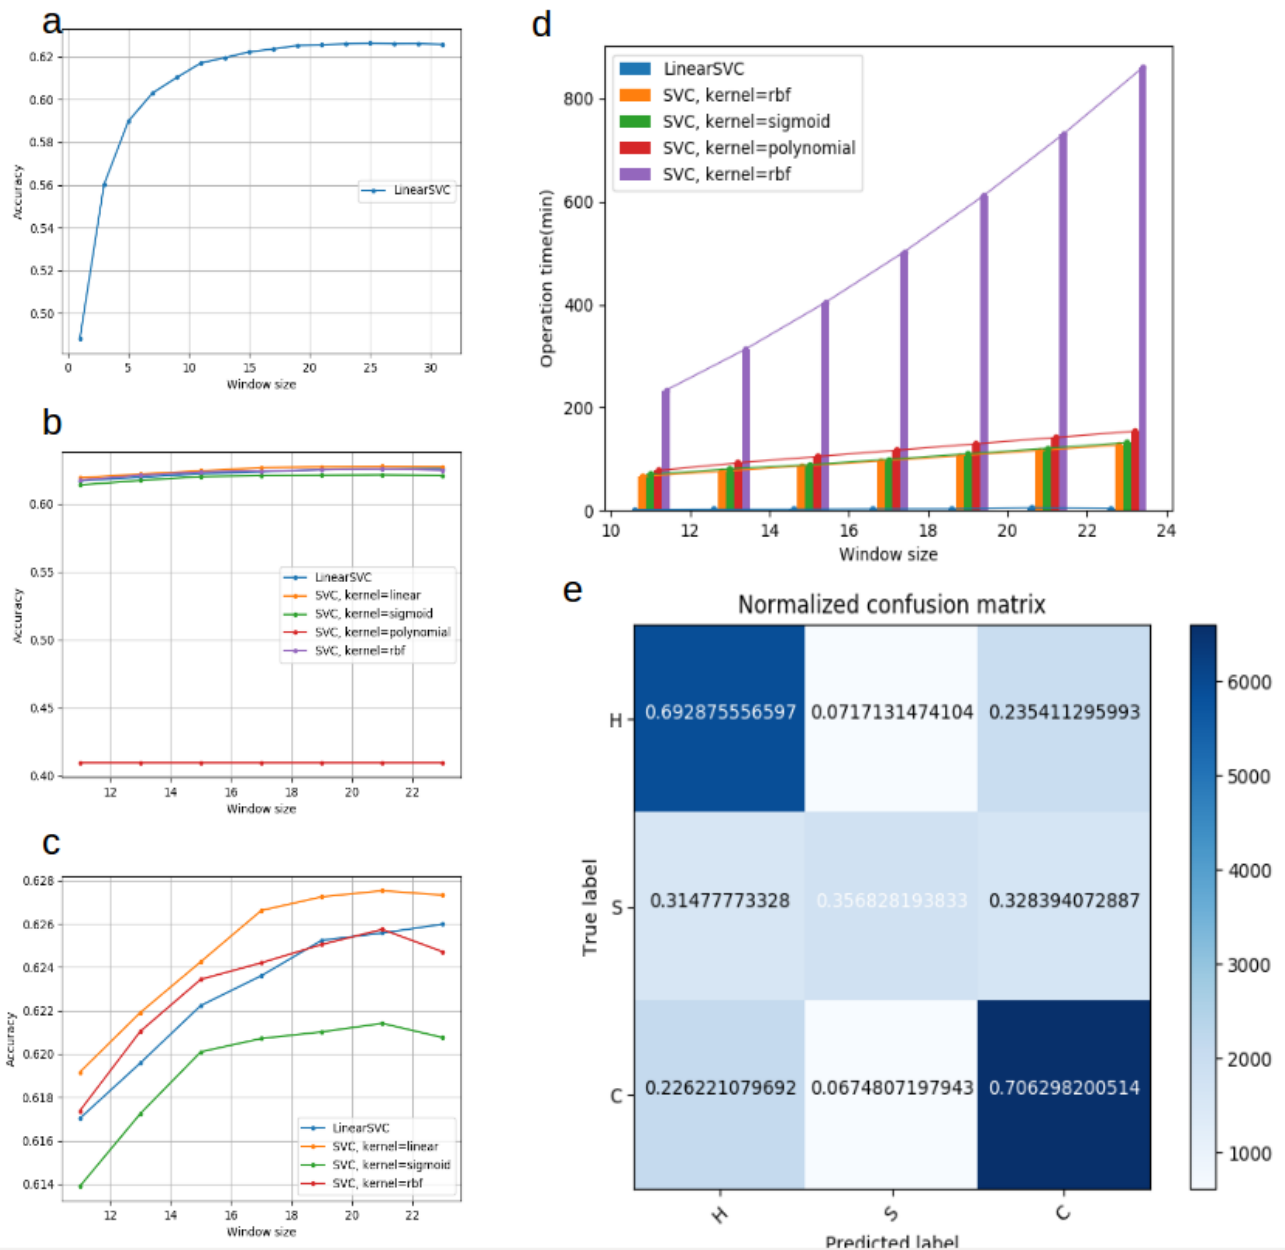 a
0.62
0.60
0.58
0.56
0.54
0.52
0.50
Accuracy
LinearSVC
0 5 10 15 20 25 30
Window size
b
0.60
0.55
0.50
0.45
0.40
Accuracy
LinearSVC
SVC, kernel=linear
SVC, kernel=sigmoid
SVC, kernel=polynomial
SVC, kernel=rbf
12 14 16 18 20 22
Window size
c
0.628
0.626
0.624
0.622
0.620
0.618
0.616
0.614
Accuracy
LinearSVC
SVC, kernel=linear
SVC, kernel=sigmoid
SVC, kernel=rbf
12 14 16 18 20 22
Window size
d
LinearSVC
SVC, kernel=rbf
SVC, kernel=sigmoid
SVC, kernel=polynomial
SVC, kernel=rbf
800
600
400
200
0
Operation time(min)
10 12 14 16 18 20 22 24
Window size
e
Normalized confusion matrix
H 0.692875556597 0.0717131474104 0.235411295993
S 0.31477773328 0.356828193833 0.328394072887
C 0.226221079692 0.0674807197943 0.706298200514
True label
H S C
Predicted label
6000
5000
4000
3000
2000
1000